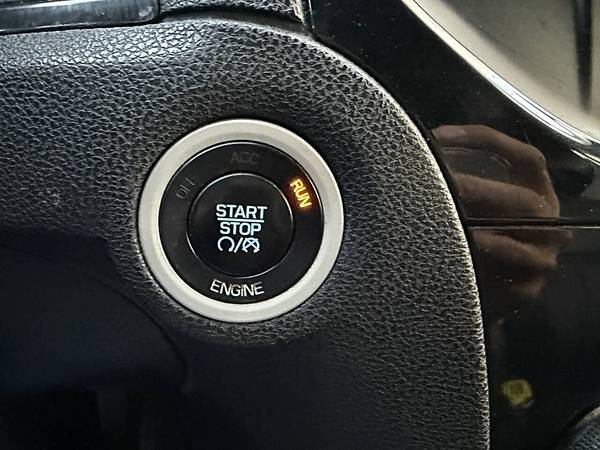 ACC
OFF
RUN
START
STOP
ENGINE